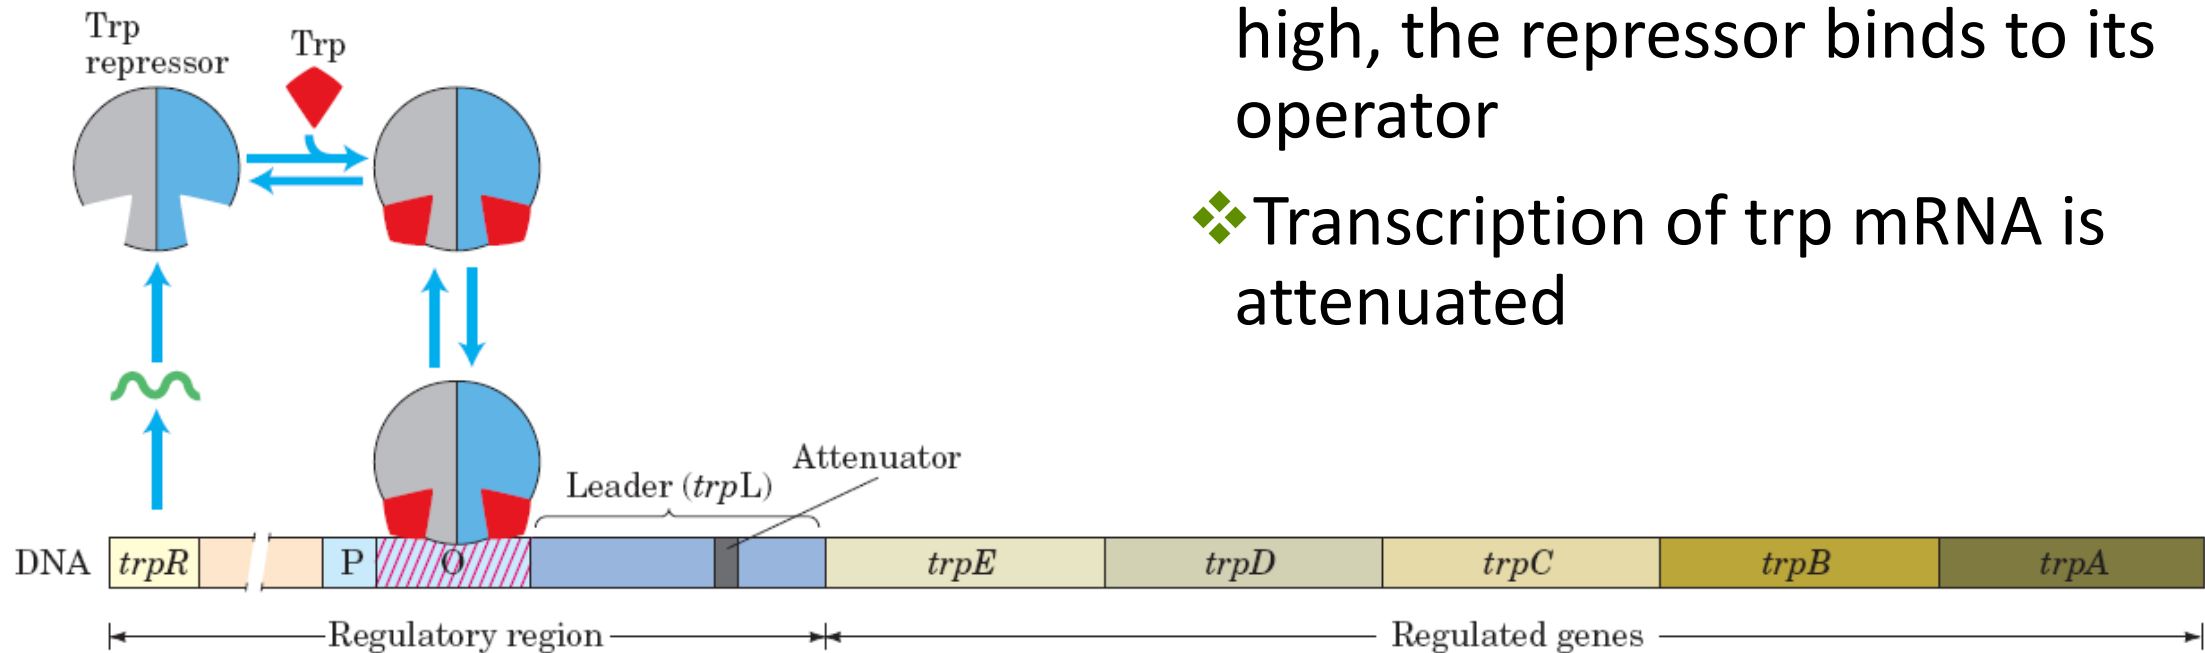 Trp
repressor
Trp
high, the repressor binds to its
operator
❖Transcription of trp mRNA is
attenuated
Attenuator
Leader (trpL)
DNA trpR P O trpE trpD trpC trpB trpA
Regulatory region Regulated genes